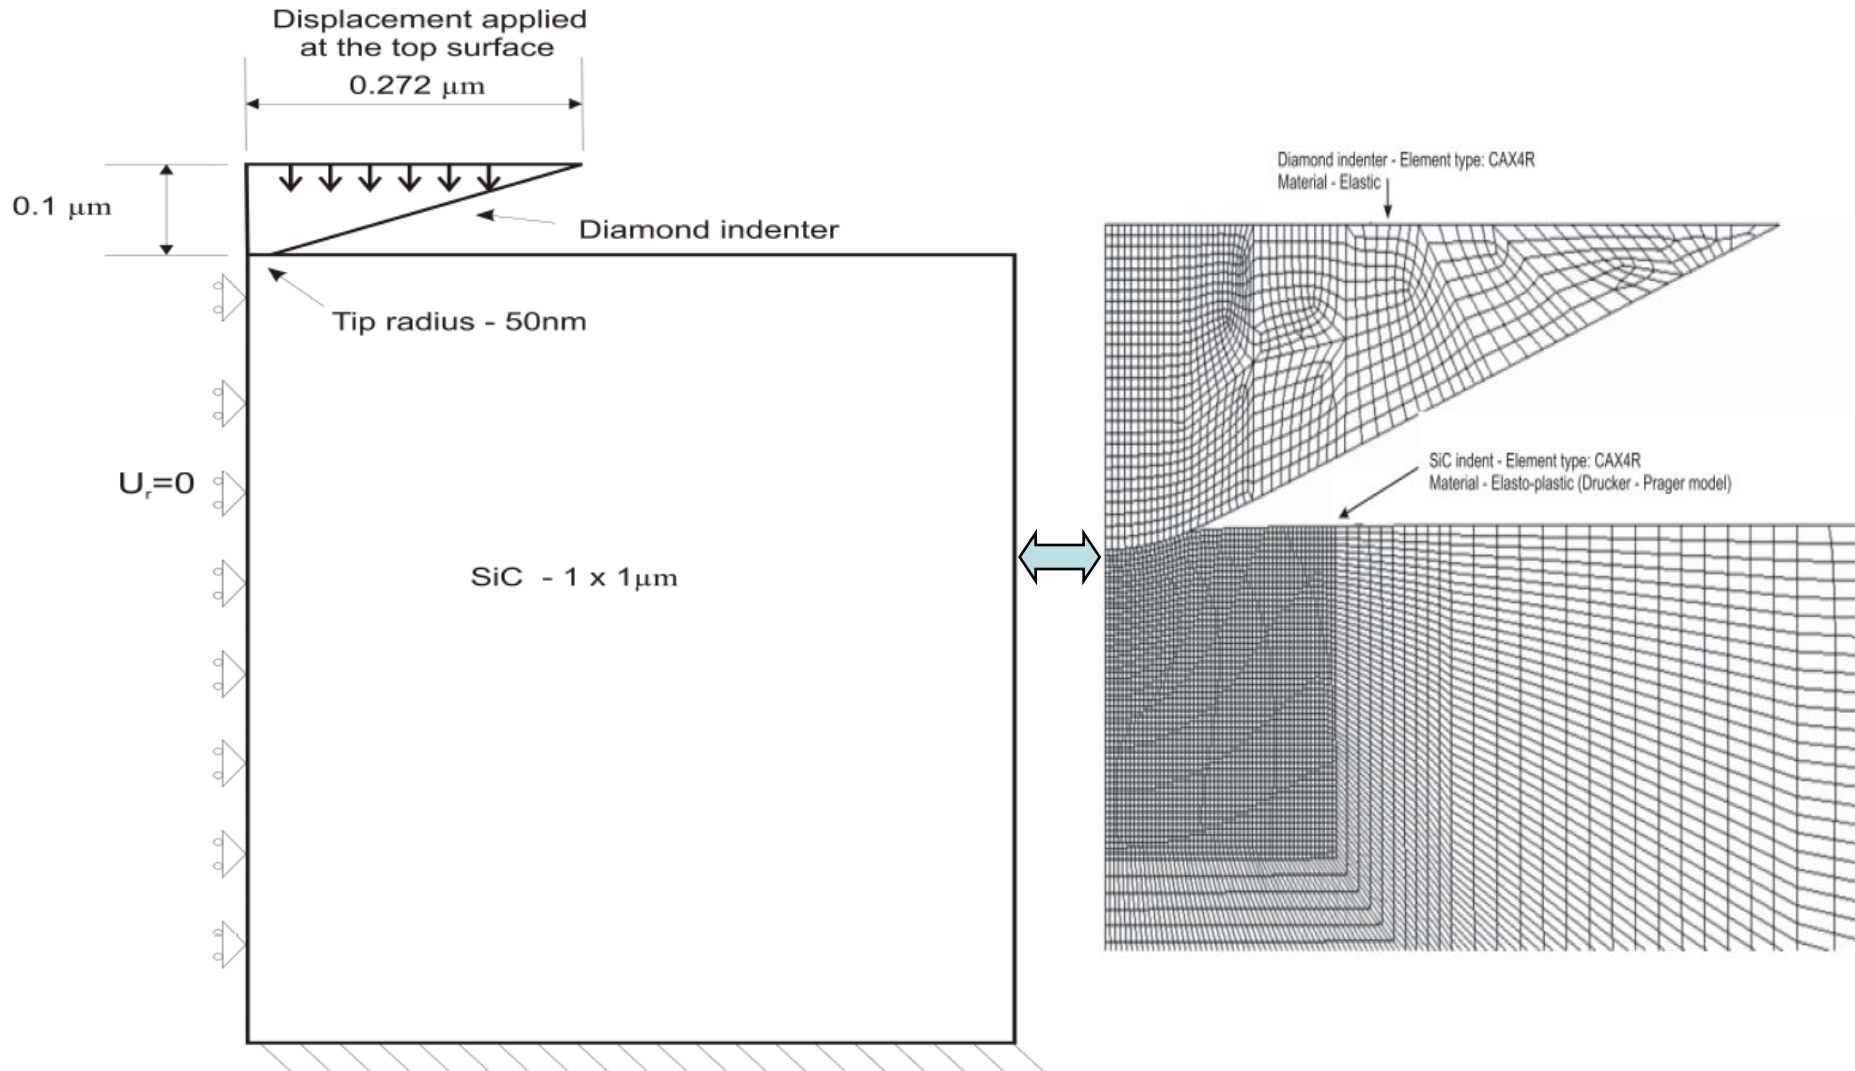 Displacement applied
at the top surface
0.272 μm
0.1 μm
Diamond indenter
Tip radius - 50nm
Uᵣ=0
SiC - 1 x 1μm
Diamond indenter - Element type: CAX4R
Material - Elastic
SiC indent - Element type: CAX4R
Material - Elasto-plastic (Drucker - Prager model)